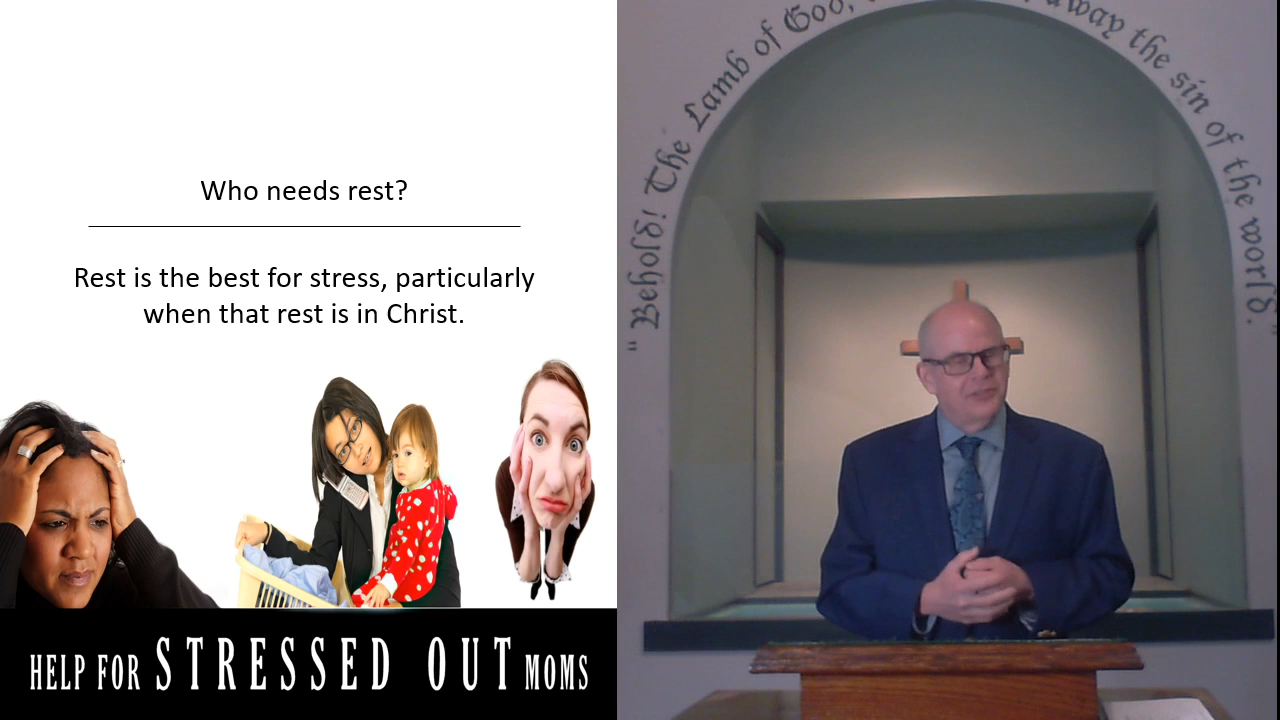 Who needs rest?
Rest is the best for stress, particularly
when that rest is in Christ.
HELP FOR STRESSED OUT MOMS
"Behold! The Lamb of God, away the sin of the world."